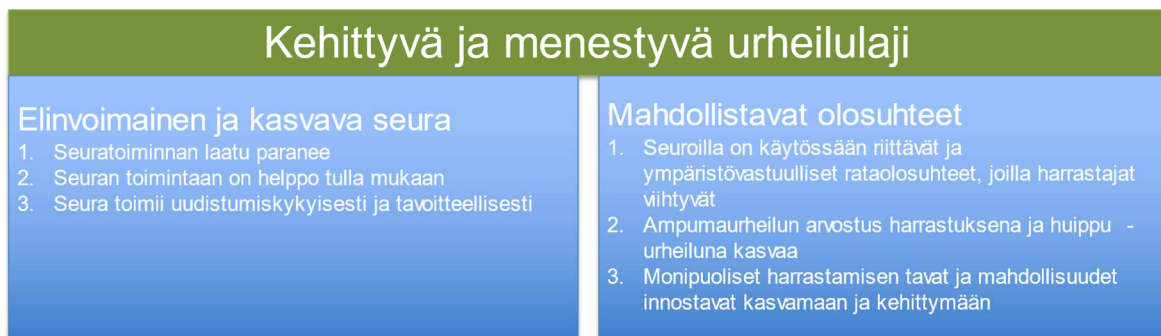 Kehittyvä ja menestyvä urheilulaji
Elinvoimainen ja kasvava seura
1. Seuratoiminnan laatu paranee
2. Seuran toimintaan on helppo tulla mukaan
3. Seura toimii uudistumiskykyisesti ja tavoitteellisesti
Mahdollistavat olosuhteet
1. Seuroilla on käytössään riittävät ja
ympäristövastuulliset rataolosuhteet, joilla harrastajat
viihtyvät
2. Ampumaurheilun arvostus harrastuksena ja huippu -
urheiluna kasvaa
3. Monipuoliset harrastamisen tavat ja mahdollisuudet
innostavat kasvamaan ja kehittymään